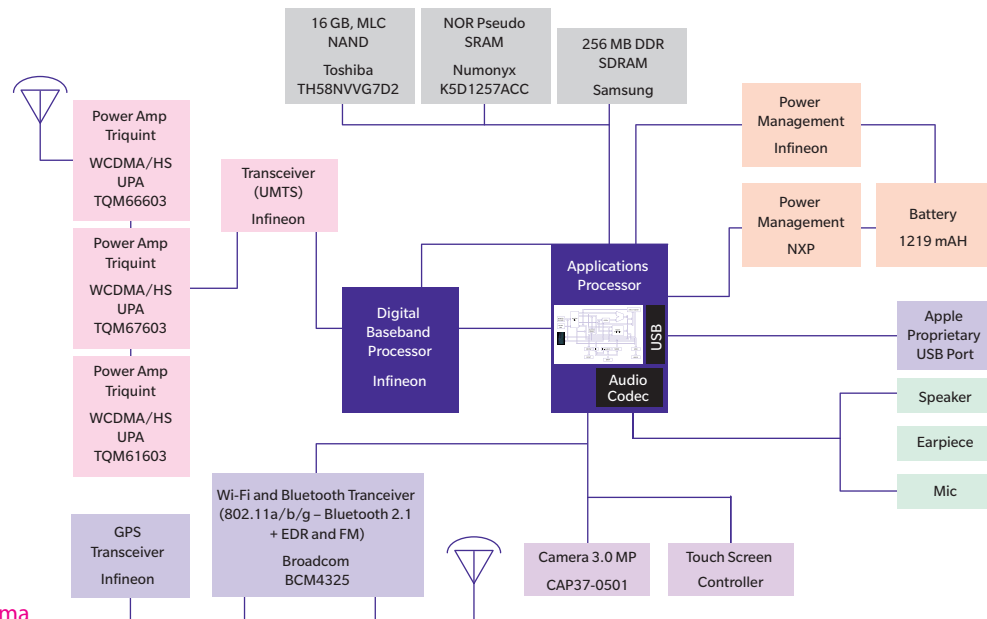 16 GB, MLC
NAND
Toshiba
TH58NVVG7D2
NOR Pseudo
SRAM
Numonyx
K5D1257ACC
256 MB DDR
SDRAM
Samsung
Power Amp
Triquint
WCDMA/HS
UPA
TQM66603
Transceiver
(UMTS)
Infineon
Power
Management
Infineon
Power
Management
NXP
Battery
1219 mAH
Power Amp
Triquint
WCDMA/HS
UPA
TQM67603
Digital
Baseband
Processor
Infineon
Applications
Processor
USB
Audio
Codec
Apple
Proprietary
USB Port
Power Amp
Triquint
WCDMA/HS
UPA
TQM61603
Speaker
Earpiece
Mic
GPS
Transceiver
Infineon
Wi-Fi and Bluetooth Tranceiver
(802.11a/b/g – Bluetooth 2.1
+ EDR and FM)
Broadcom
BCM4325
Camera 3.0 MP
CAP37-0501
Touch Screen
Controller
ma